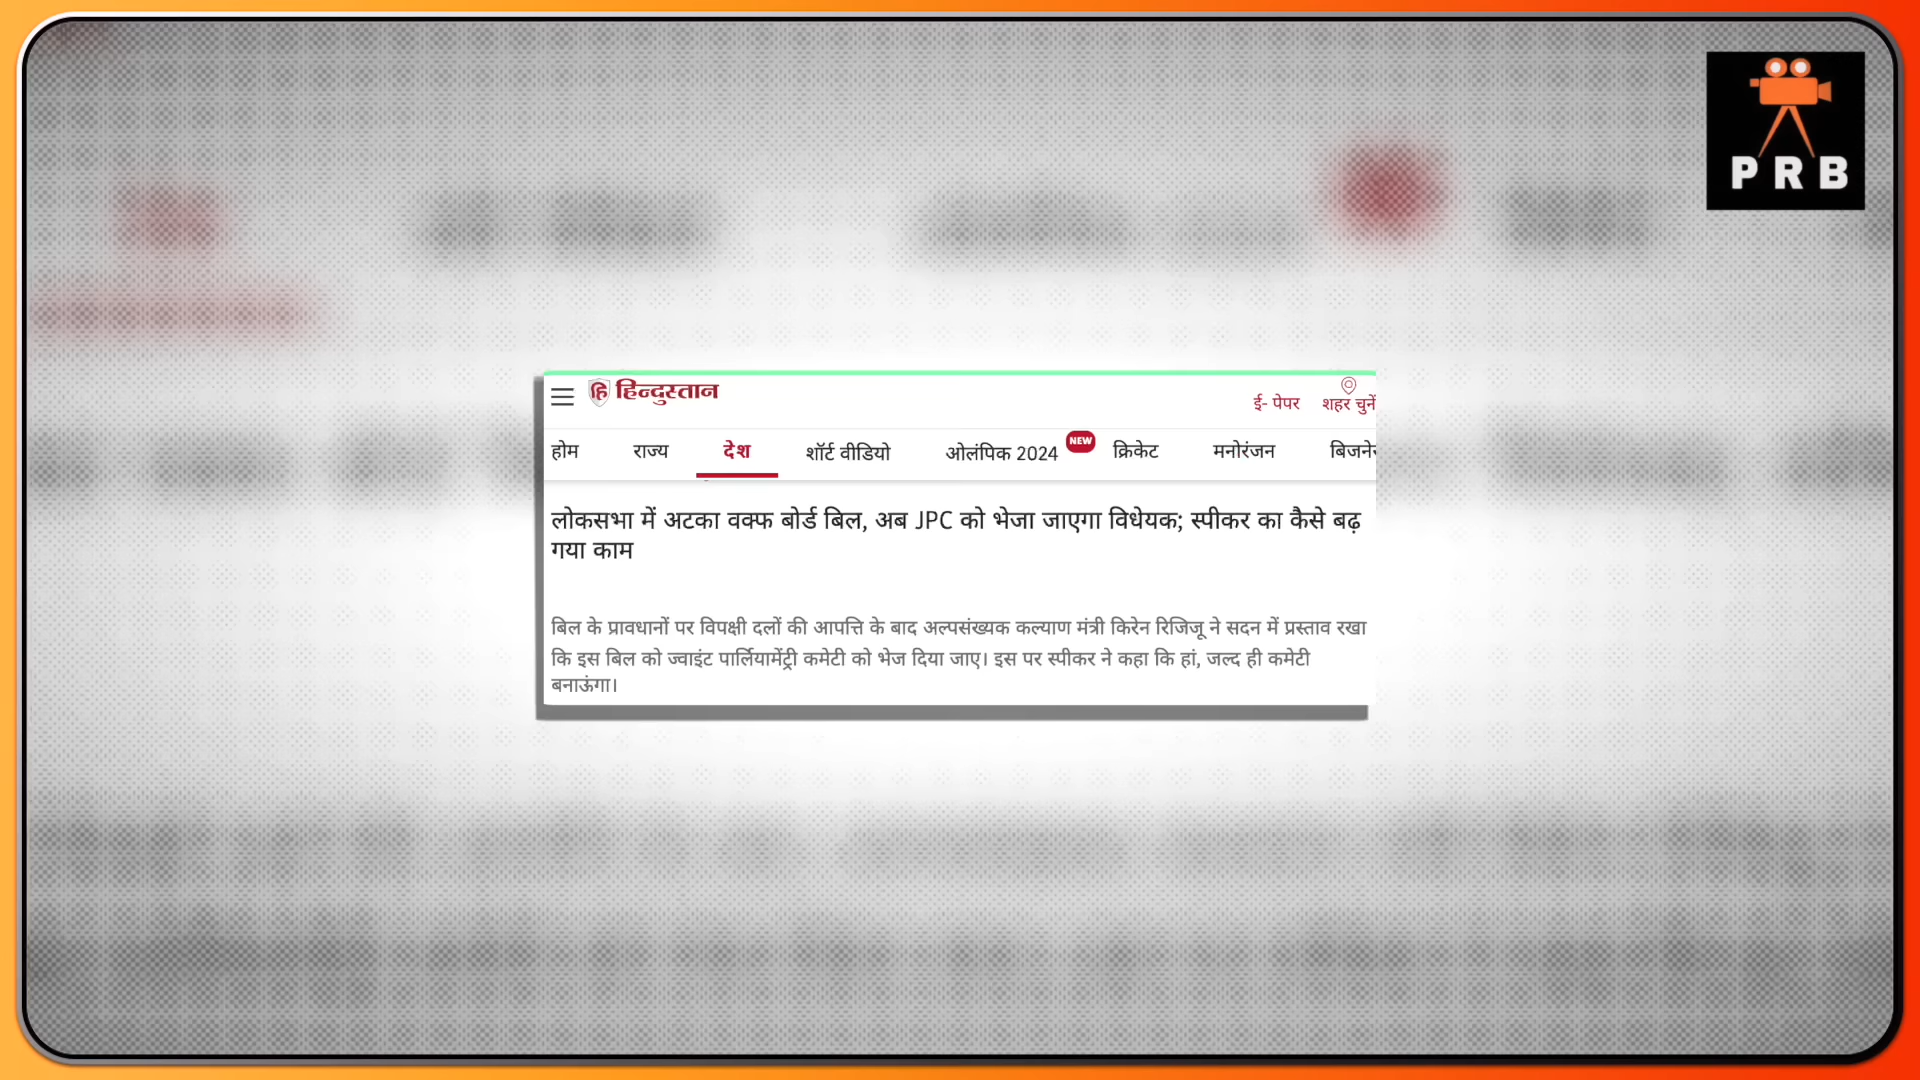 PRB
हि हिन्दुस्तान
ई- पेपर शहर चुनें
होम राज्य देश शॉर्ट वीडियो ओलंपिक 2024 NEW क्रिकेट मनोरंजन
लोकसभा में अटका वक्फ बोर्ड बिल, अब JPC को भेजा जाएगा विधेयक; स्पीकर का कैसे बढ़
गया काम
बिल के प्रावधानों पर विपक्षी दलों की आपत्ति के बाद अल्पसंख्यक कल्याण मंत्री किरेन रिजिजू ने सदन में प्रस्ताव रखा
कि इस बिल को ज्वाइंट पार्लियामेंट्री कमेटी को भेज दिया जाए। इस पर स्पीकर ने कहा कि हां, जल्द ही कमेटी
बनाऊंगा।